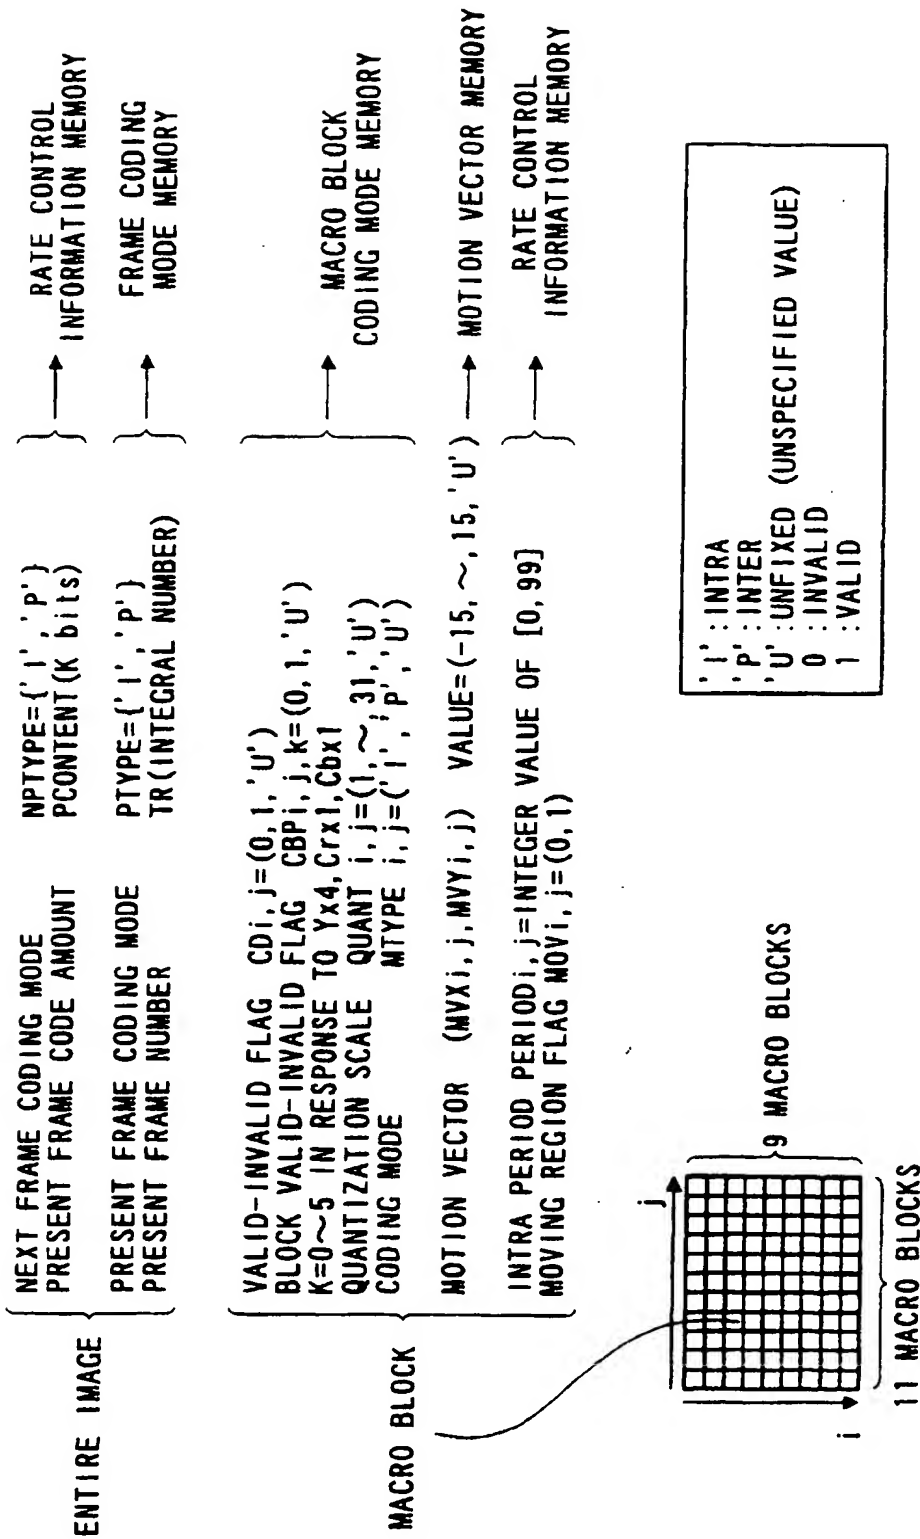 ENTIRE IMAGE
NEXT FRAME CODING MODE NPTYPE={'I','P'}
PRESENT FRAME CODE AMOUNT PCONTENT(K bits)
RATE CONTROL
INFORMATION MEMORY
PRESENT FRAME CODING MODE PTYPE={'I','P'}
PRESENT FRAME NUMBER TR(INTEGRAL NUMBER)
FRAME CODING
MODE MEMORY
MACRO BLOCK
VALID-INVALID FLAG CDi,j=(0,1,'U')
BLOCK VALID-INVALID FLAG CBPi,j,k=(0,1,'U')
K=0~5 IN RESPONSE TO Yx4,Crx1,Cbx1
QUANTIZATION SCALE QUANT i,j=(1,~,31,'U')
CODING MODE MTYPE i,j=('I','P','U')
MACRO BLOCK
CODING MODE MEMORY
MOTION VECTOR (MVXi,j,MVYi,j) VALUE=(-15,~,15,'U')
MOTION VECTOR MEMORY
INTRA PERIOD PERIODi,j=INTEGER VALUE OF [0,99]
MOVING REGION FLAG MOVi,j=(0,1)
RATE CONTROL
INFORMATION MEMORY
j
i
9 MACRO BLOCKS
11 MACRO BLOCKS
'I':INTRA
'P':INTER
'U':UNFIXED (UNSPECIFIED VALUE)
0 :INVALID
1 :VALID